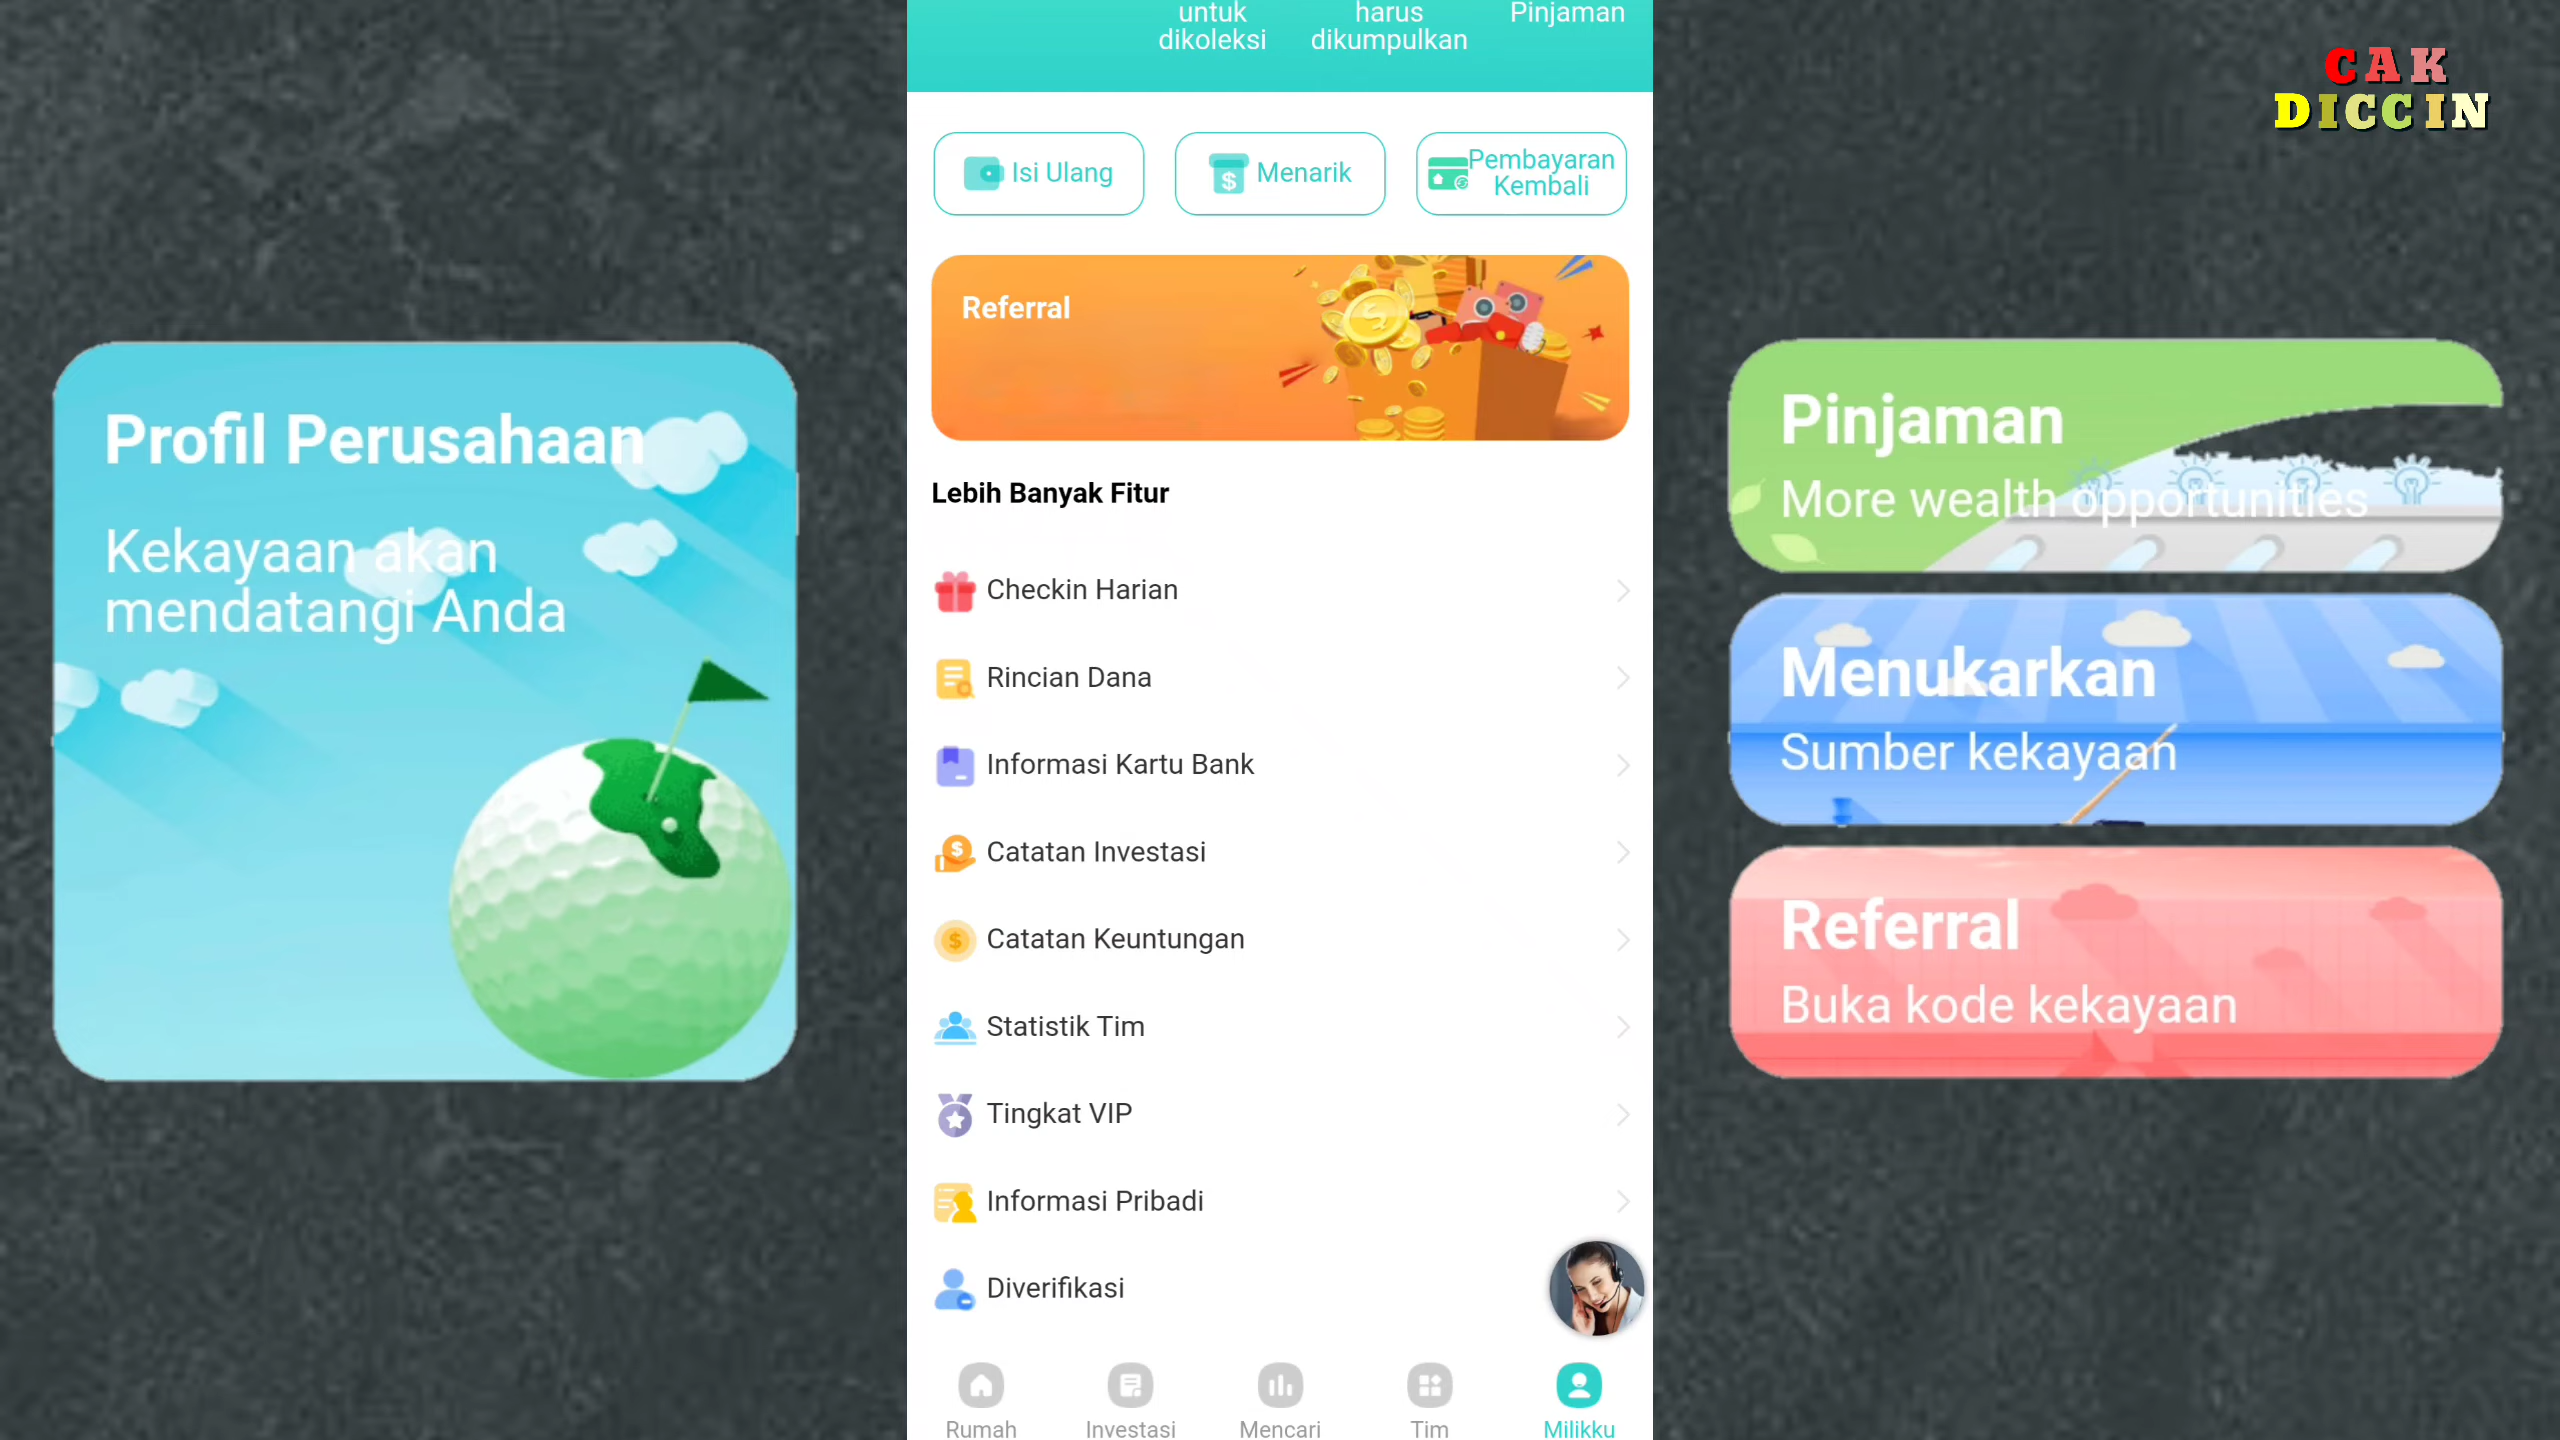 CAK
DICCIN
Profil Perusahaan
Kekayaan akan
mendatangi Anda
untuk
dikoleksi
harus
dikumpulkan
Pinjaman
Isi Ulang
Menarik
Pembayaran
Kembali
Referral
Lebih Banyak Fitur
Checkin Harian
Rincian Dana
Informasi Kartu Bank
Catatan Investasi
Catatan Keuntungan
Statistik Tim
Tingkat VIP
Informasi Pribadi
Diverifikasi
Rumah
Investasi
Mencari
Tim
Milikku
Pinjaman
More wealth opportunities
Menukarkan
Sumber kekayaan
Referral
Buka kode kekayaan